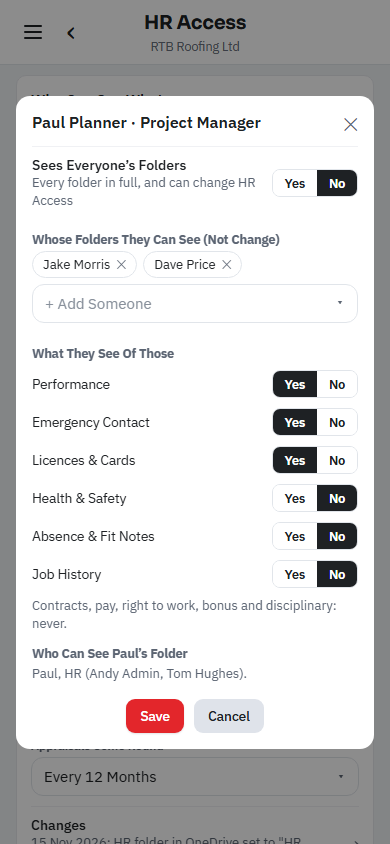 HR Access
RTB Roofing Ltd
Paul Planner · Project Manager
Sees Everyone's Folders
Every folder in full, and can change HR
Access
Yes No
Whose Folders They Can See (Not Change)
Jake Morris Dave Price
+ Add Someone
What They See Of Those
Performance Yes No
Emergency Contact Yes No
Licences & Cards Yes No
Health & Safety Yes No
Absence & Fit Notes Yes No
Job History Yes No
Contracts, pay, right to work, bonus and disciplinary:
never.
Who Can See Paul's Folder
Paul, HR (Andy Admin, Tom Hughes).
Save Cancel
Every 12 Months
Changes
15 Nov 2026: HR folder in OneDrive set to "HR